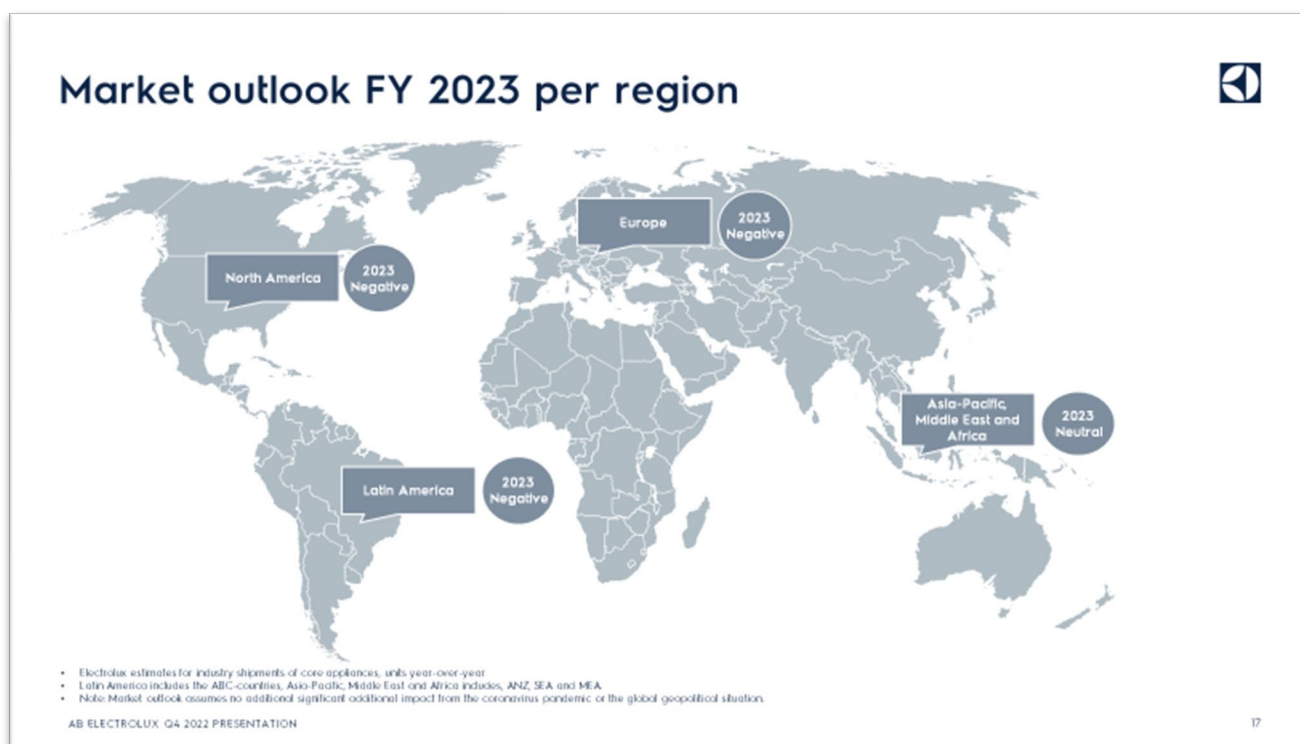 Market outlook FY 2023 per region
Europe
2023
Negative
North America
2023
Negative
Asia-Pacific,
Middle East and
Africa
2023
Neutral
Latin America
2023
Negative
• Electrolux estimates for industry shipments of core appliances, units year-over-year
• Latin America includes the ABC-countries, Asia-Pacific, Middle East and Africa includes, ANZ, SEA and MEA.
• Note: Market outlook assumes no additional significant additional impact from the coronavirus pandemic or the global geopolitical situation.
AB ELECTROLUX Q4 2022 PRESENTATION
17